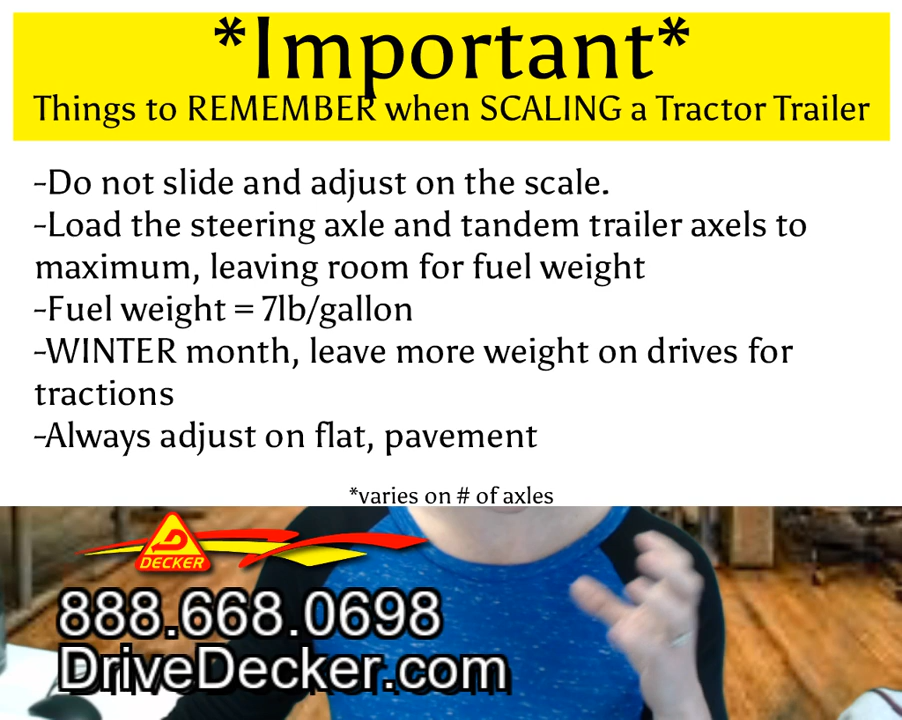 *Important*
Things to REMEMBER when SCALING a Tractor Trailer
-Do not slide and adjust on the scale.
-Load the steering axle and tandem trailer axels to
maximum, leaving room for fuel weight
-Fuel weight = 7lb/gallon
-WINTER month, leave more weight on drives for
tractions
-Always adjust on flat, pavement
*varies on # of axles
DECKER
888.668.0698
DriveDecker.com